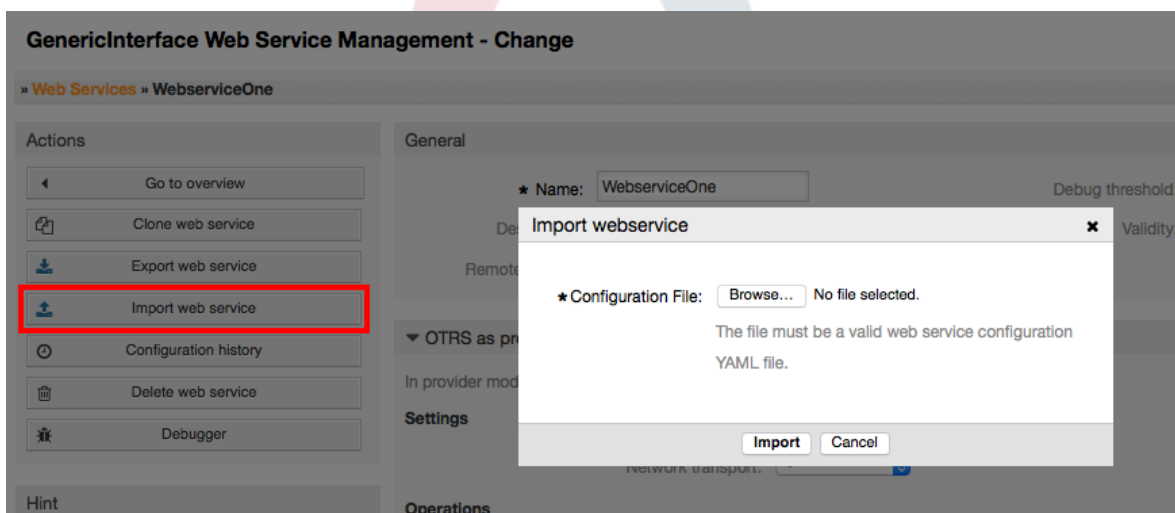 GenericInterface Web Service Management - Change
» Web Services » WebserviceOne
Actions
Go to overview
Clone web service
Export web service
Import web service
Configuration history
Delete web service
Debugger
Hint
General
★ Name: WebserviceOne
Debug threshold
Validity
Remote
Import webservice
★ Configuration File: Browse... No file selected.
The file must be a valid web service configuration
YAML file.
Import Cancel
OTRS as pro
In provider mod
Settings
Network transport:
Operations